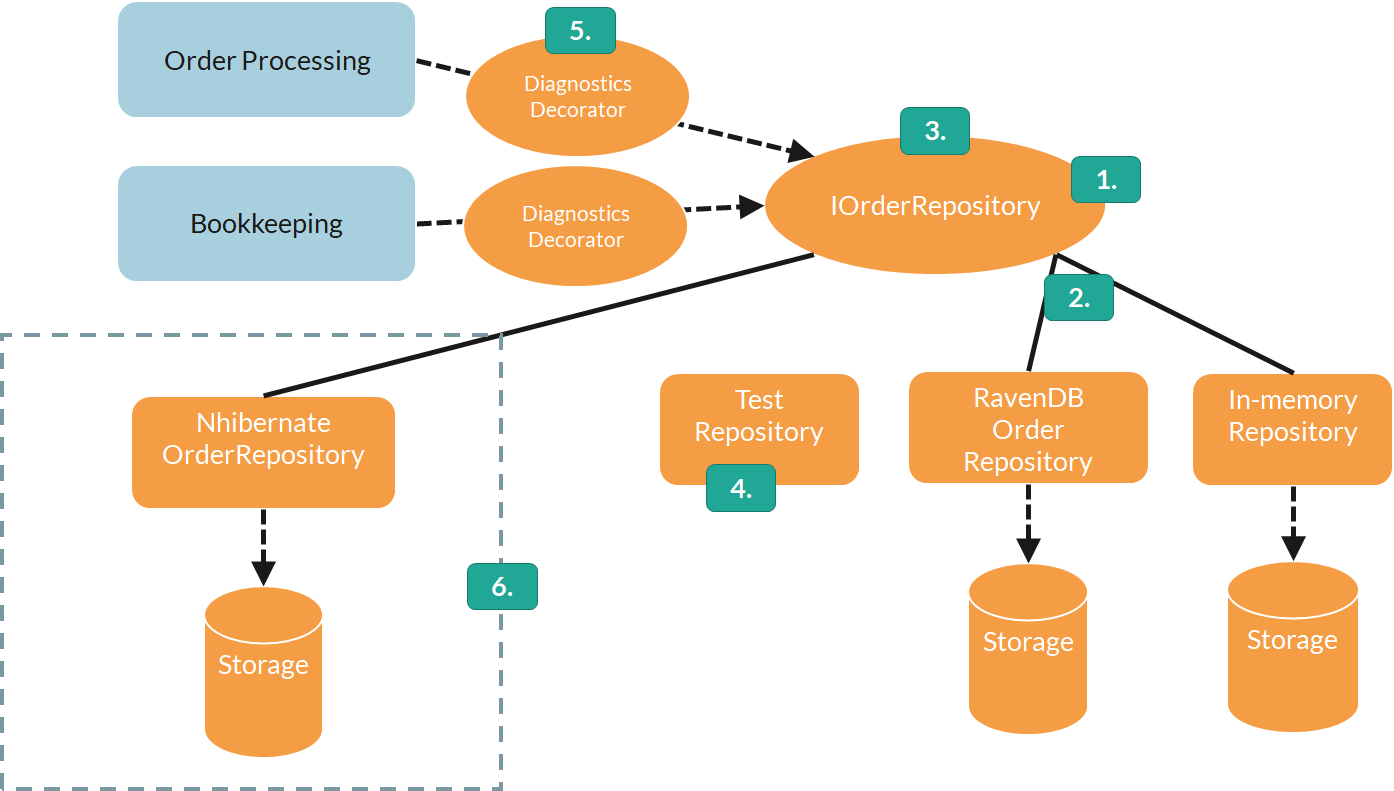 5.
Order Processing
Diagnostics
Decorator
3.
1.
IOrderRepository
Bookkeeping
Diagnostics
Decorator
2.
Nhibernate
OrderRepository
Test
Repository
4.
RavenDB
Order
Repository
In-memory
Repository
6.
Storage
Storage
Storage